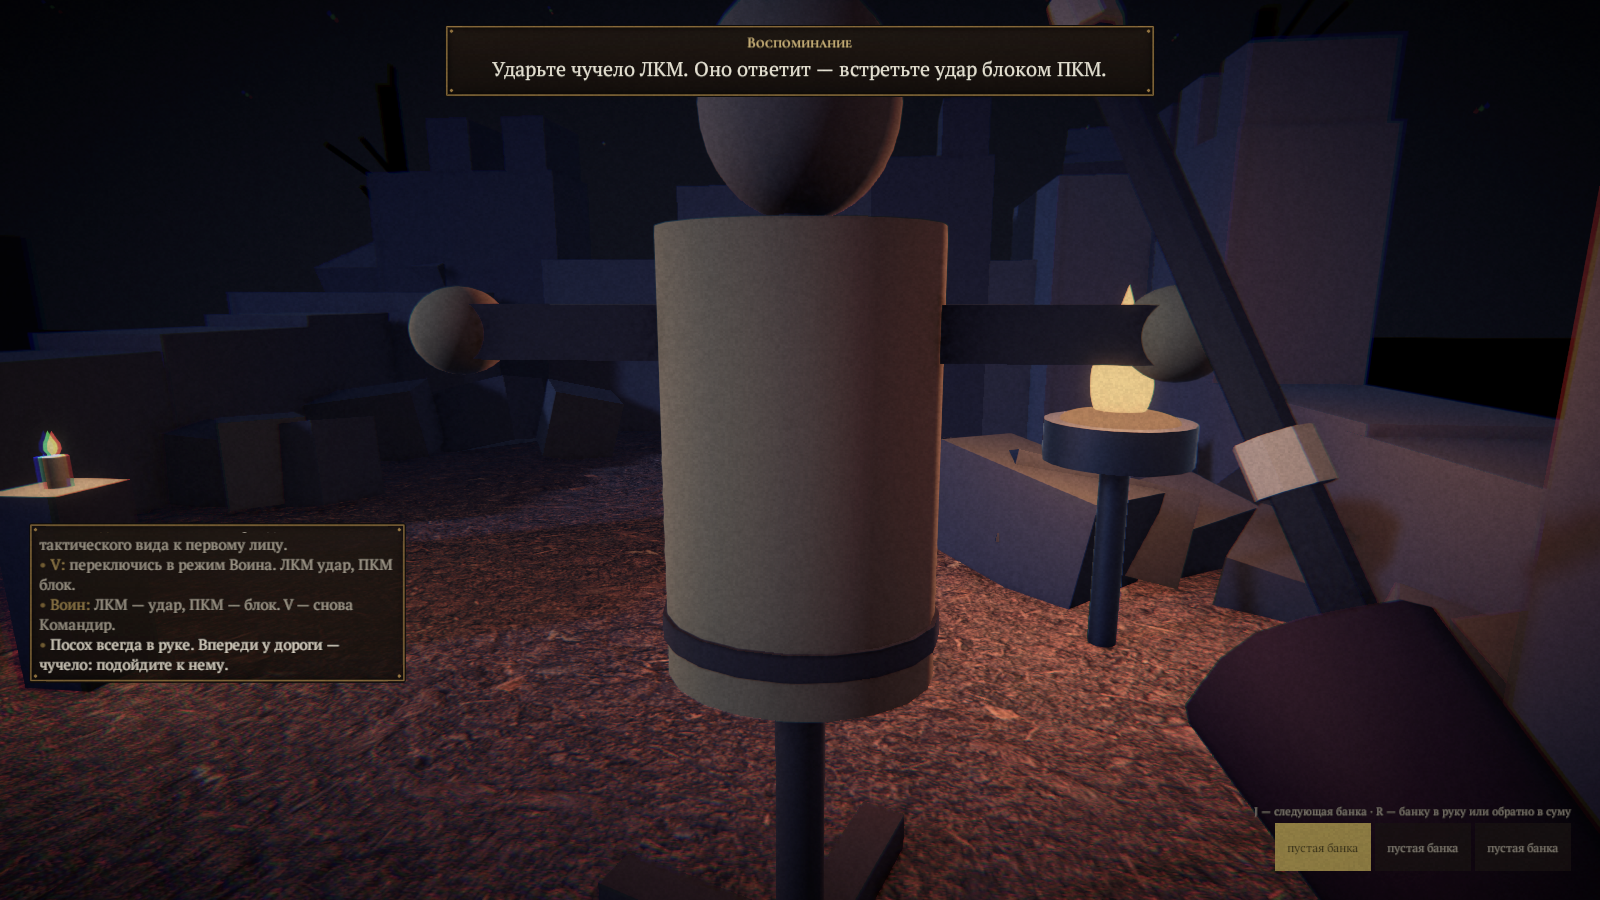 Воспоминание
Ударьте чучело ЛКМ. Оно ответит — встретьте удар блоком ПКМ.
тактического вида к первому лицу.
• V: переключись в режим Воина. ЛКМ удар, ПКМ
блок.
• Воин: ЛКМ — удар, ПКМ — блок. V — снова
Командир.
• Посох всегда в руке. Впереди у дороги —
чучело: подойдите к нему.
— следующая банка · R — банку в руку или обратно в суму
пустая банка
пустая банка
пустая банка